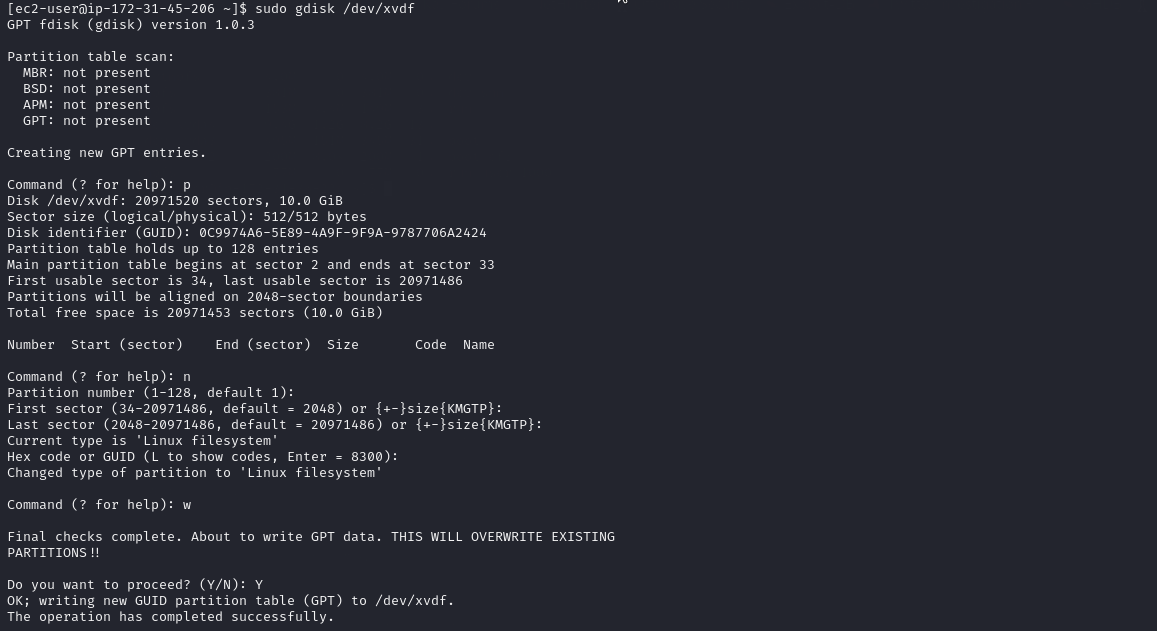 [ec2-user@ip-172-31-45-206 ~]$ sudo gdisk /dev/xvdf
GPT fdisk (gdisk) version 1.0.3
Partition table scan:
  MBR: not present
  BSD: not present
  APM: not present
  GPT: not present
Creating new GPT entries.
Command (? for help): p
Disk /dev/xvdf: 20971520 sectors, 10.0 GiB
Sector size (logical/physical): 512/512 bytes
Disk identifier (GUID): 0C9974A6-5E89-4A9F-9F9A-9787706A2424
Partition table holds up to 128 entries
Main partition table begins at sector 2 and ends at sector 33
First usable sector is 34, last usable sector is 20971486
Partitions will be aligned on 2048-sector boundaries
Total free space is 20971453 sectors (10.0 GiB)
Number  Start (sector)    End (sector)  Size       Code  Name
Command (? for help): n
Partition number (1-128, default 1):
First sector (34-20971486, default = 2048) or {+-}size{KMGTP}:
Last sector (2048-20971486, default = 20971486) or {+-}size{KMGTP}:
Current type is 'Linux filesystem'
Hex code or GUID (L to show codes, Enter = 8300):
Changed type of partition to 'Linux filesystem'
Command (? for help): w
Final checks complete. About to write GPT data. THIS WILL OVERWRITE EXISTING
PARTITIONS!!
Do you want to proceed? (Y/N): Y
OK; writing new GUID partition table (GPT) to /dev/xvdf.
The operation has completed successfully.